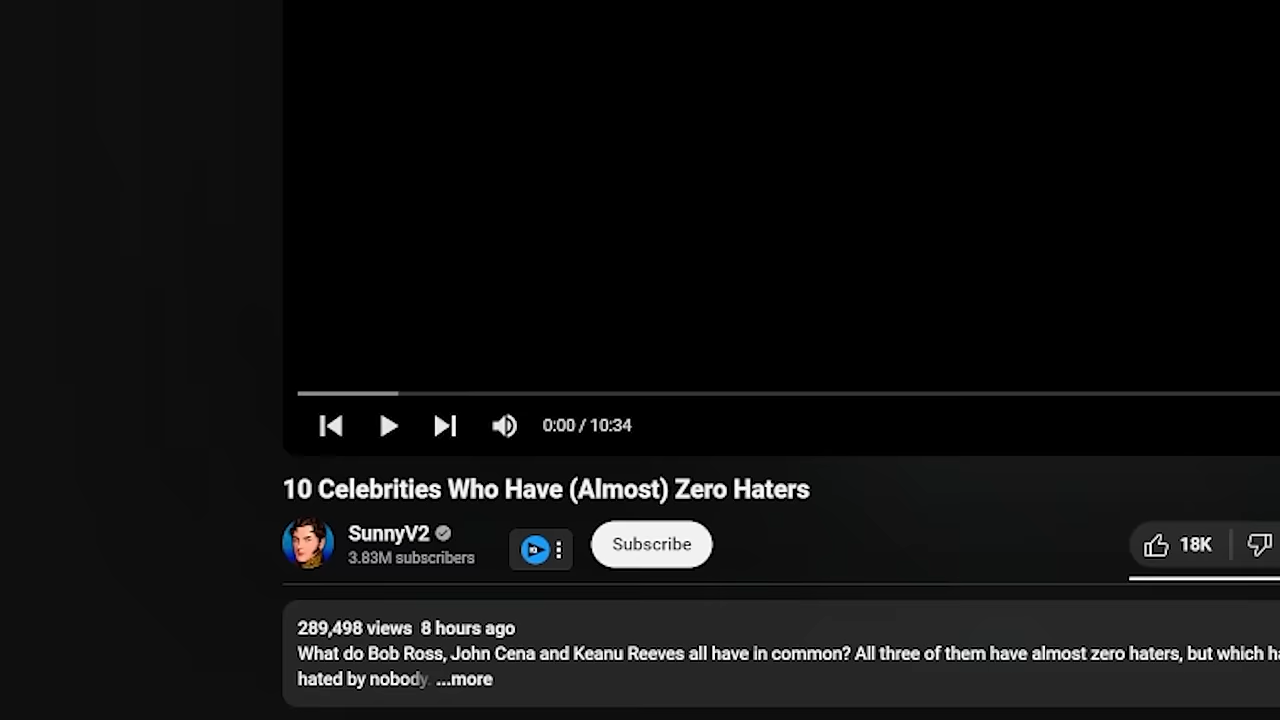 0:00 / 10:34
10 Celebrities Who Have (Almost) Zero Haters
SunnyV2
3.83M subscribers
Subscribe
18K
289,498 views 8 hours ago
What do Bob Ross, John Cena and Keanu Reeves all have in common? All three of them have almost zero haters, but which
hated by nobody. ...more